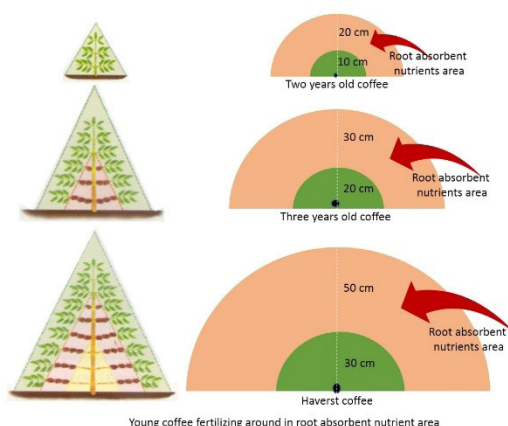 20 cm
Root absorbent
nutrients area
10 cm
Two years old coffee
30 cm
Root absorbent
nutrients area
20 cm
Three years old coffee
50 cm
Root absorbent
nutrients area
30 cm
Haverst coffee
Young coffee fertilizing around in root absorbent nutrient area